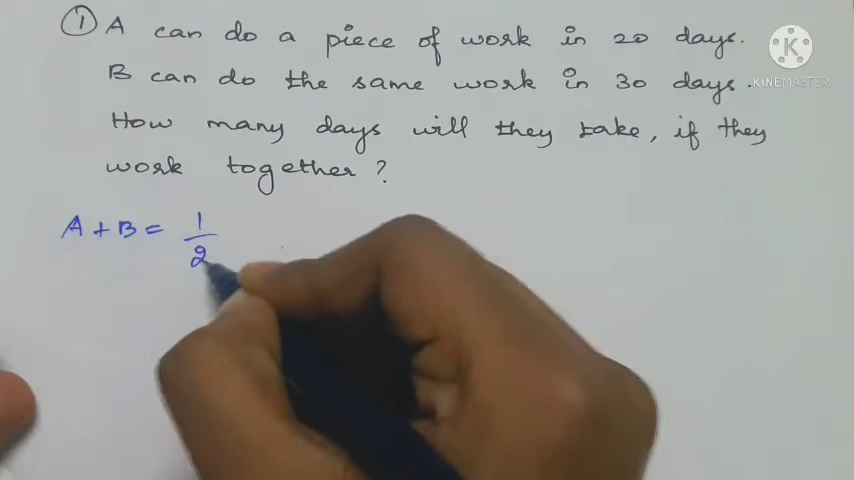 ① A can do a piece of work in 20 days.
B can do the same work in 30 days.
How many days will they take, if they
work together?
A + B = 1/2
K
KINEMASTER